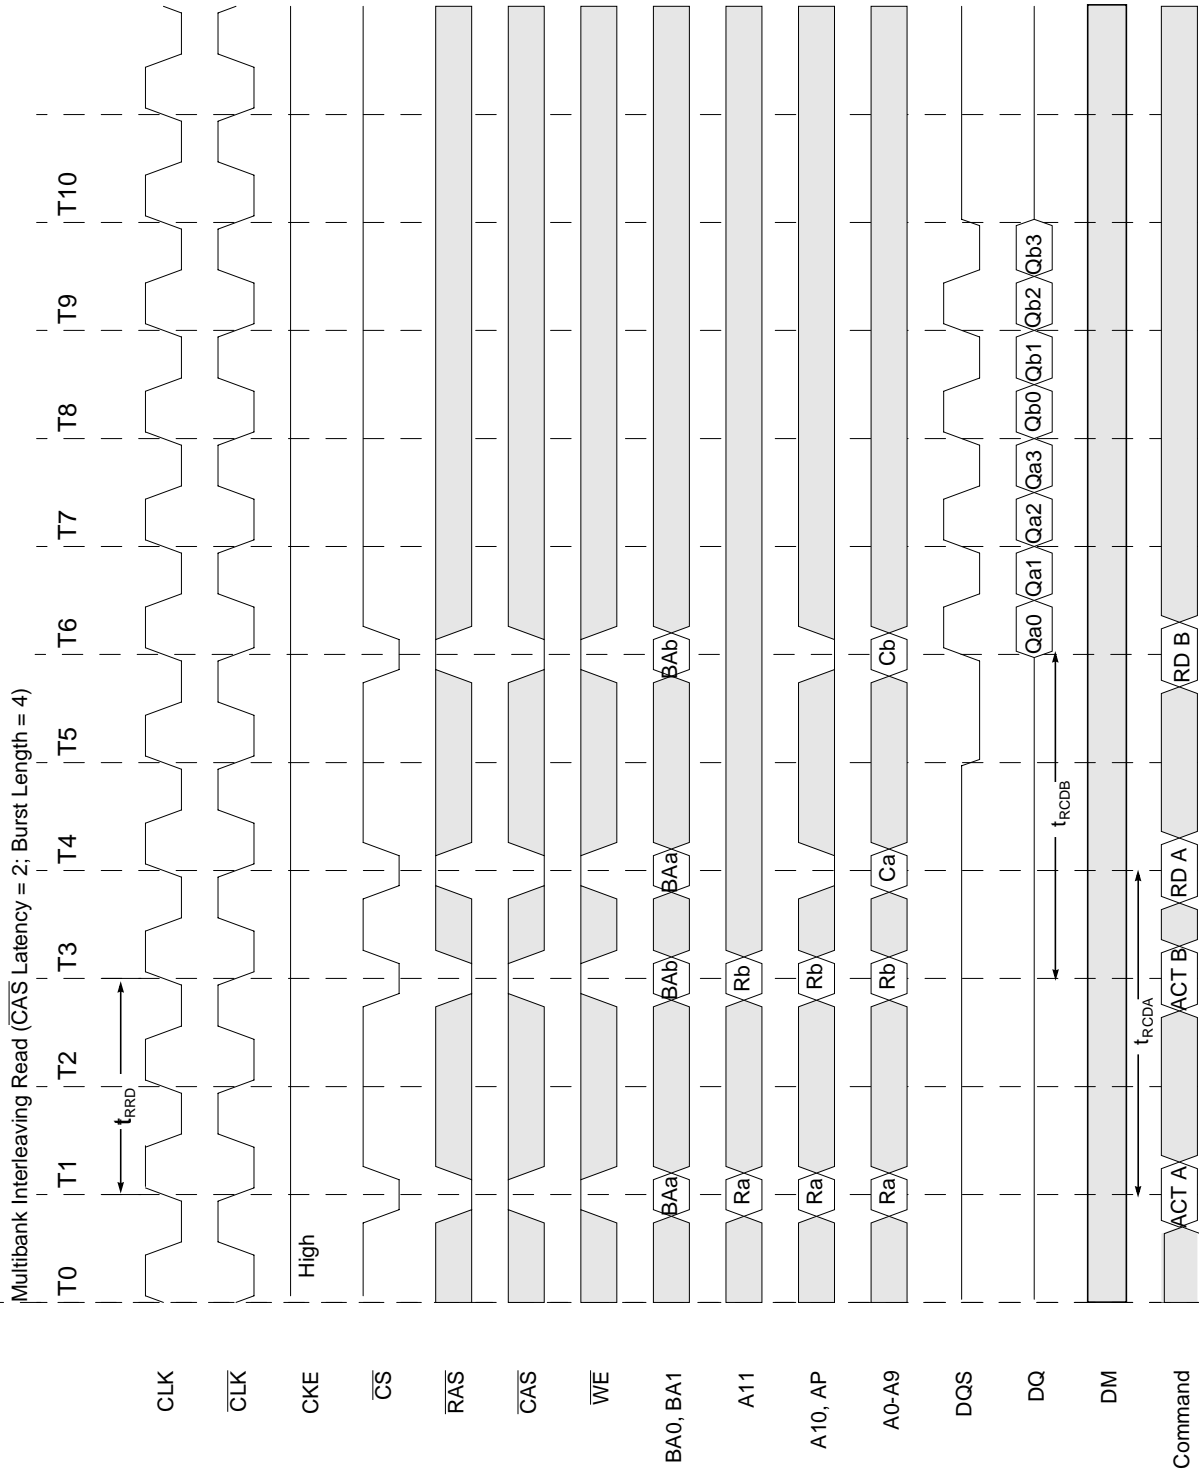 Multibank Interleaving Read (CAS Latency = 2; Burst Length = 4)
T0 T1 T2 T3 T4 T5 T6 T7 T8 T9 T10
tRRD
CLK
CLK
CKE High
CS
RAS
CAS
WE
BA0, BA1 BAa BAb BAa BAb
A11 Ra Rb
A10, AP Ra Rb
A0-A9 Ra Rb Ca Cb
DQS
DQ Qa0 Qa1 Qa2 Qa3 Qb0 Qb1 Qb2 Qb3
tRCDB
DM
tRCDA
Command ACT A ACT B RD A RD B